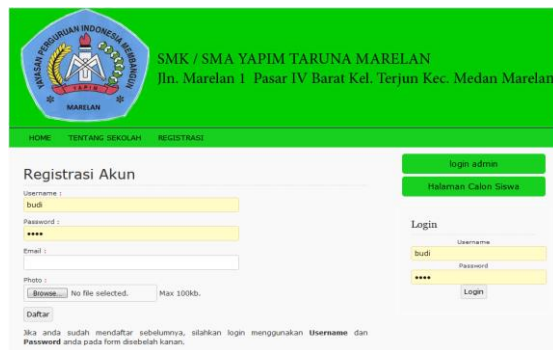 YAYASAN PERGURUAN INDONESIA MEMBANGUN
YAPIM
MARELAN
SMK / SMA YAPIM TARUNA MARELAN
Jln. Marelan 1 Pasar IV Barat Kel. Terjun Kec. Medan Marelan
HOME TENTANG SEKOLAH REGISTRASI
Registrasi Akun
Username :
budi
Password :
••••
Email :
Photo :
Browse... No file selected. Max 100kb.
Daftar
Jika anda sudah mendaftar sebelumnya, silahkan login menggunakan Username dan
Password anda pada form disebelah kanan.
login admin
Halaman Calon Siswa
Login
Username
budi
Password
••••
Login